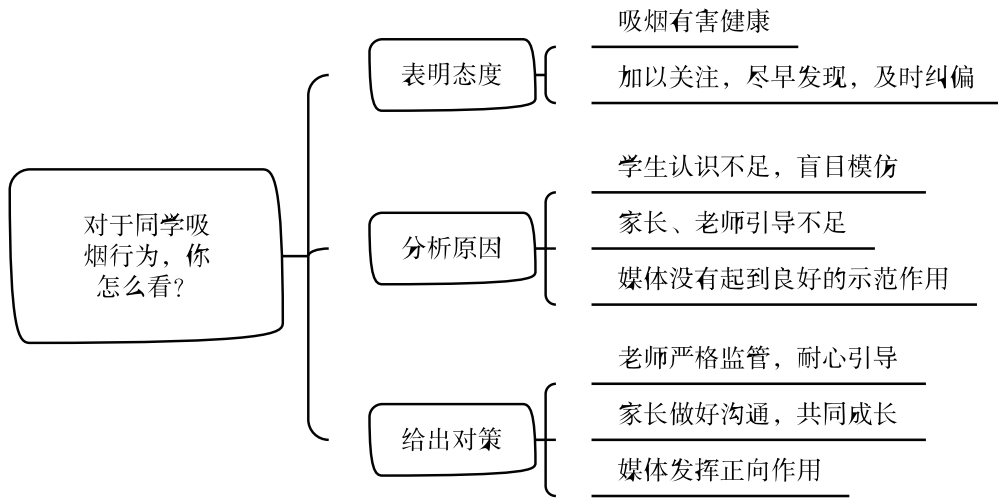 对于同学吸
烟行为，你
怎么看？
表明态度
吸烟有害健康
加以关注，尽早发现，及时纠偏
分析原因
学生认识不足，盲目模仿
家长、老师引导不足
媒体没有起到良好的示范作用
给出对策
老师严格监管，耐心引导
家长做好沟通，共同成长
媒体发挥正向作用